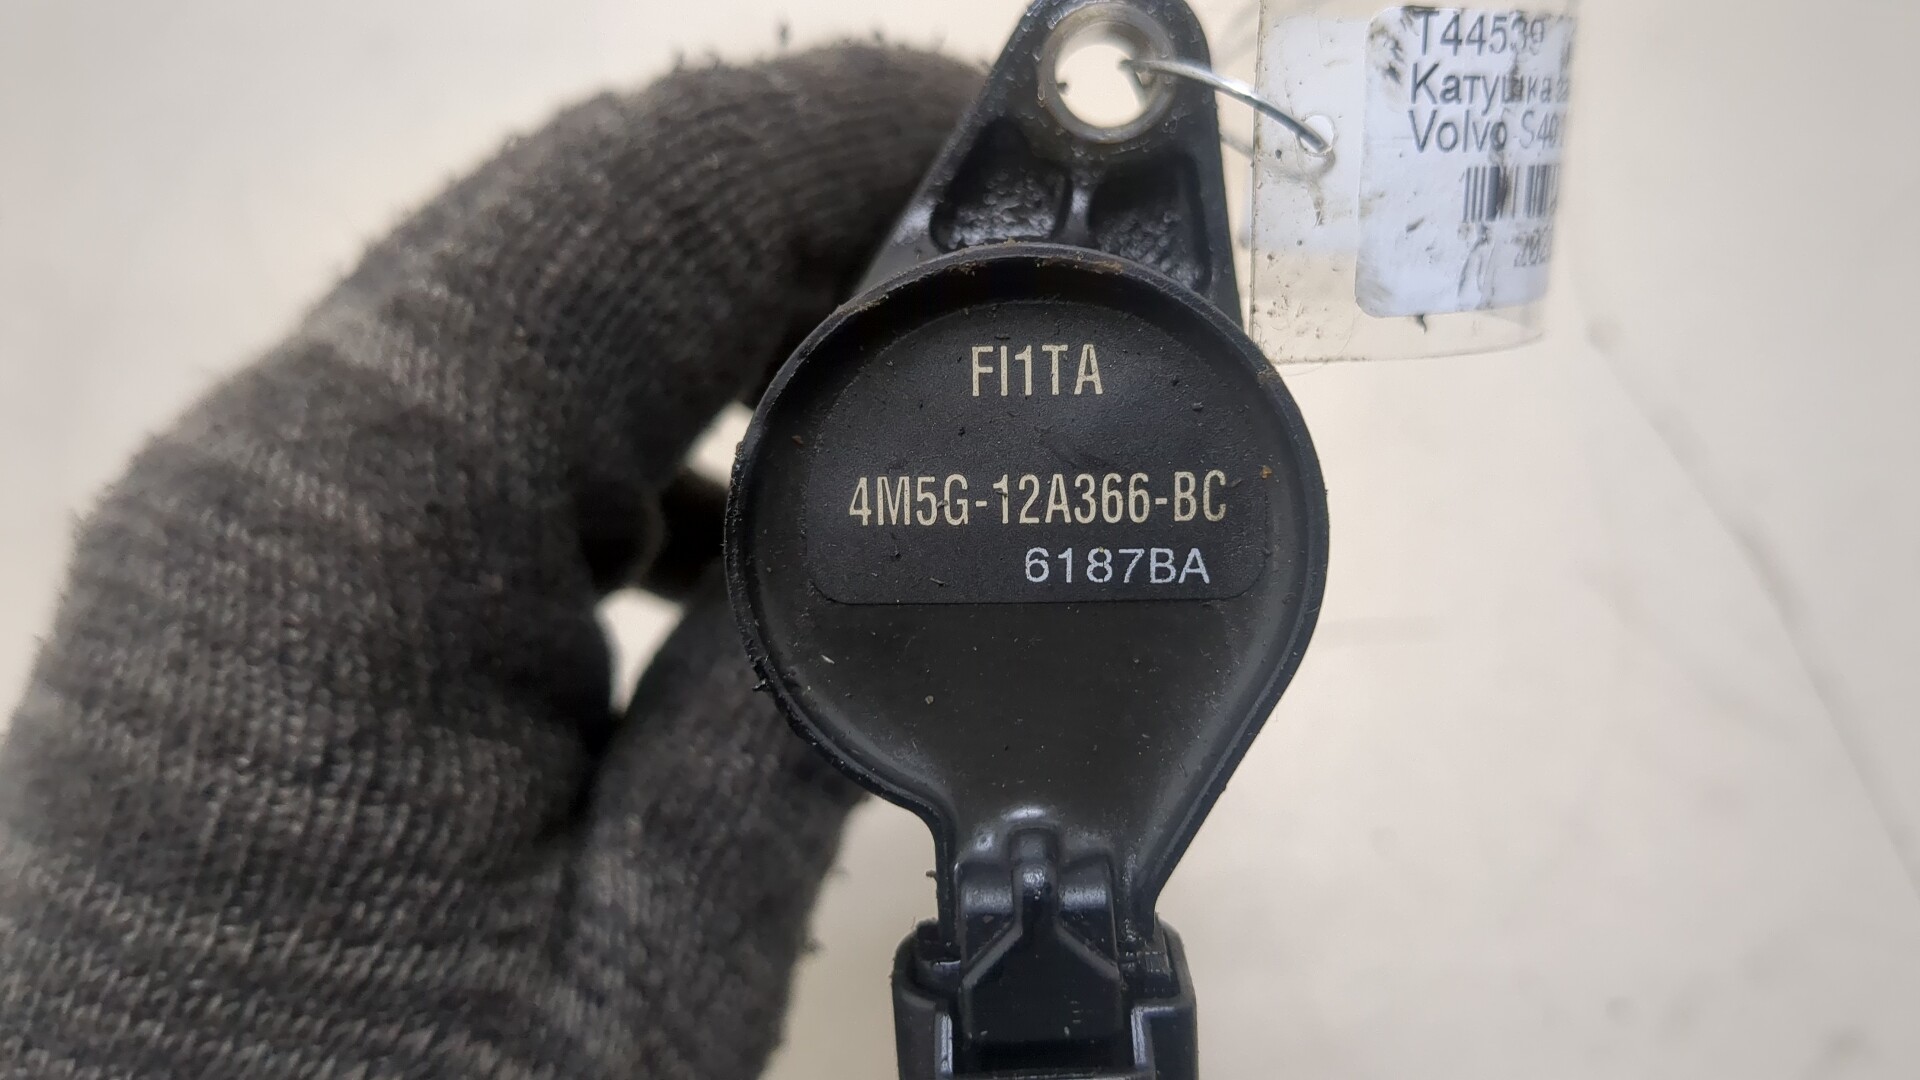 T44539
Катушка
Volvo S40
FI1TA
4M5G-12A366-BC
6187BA